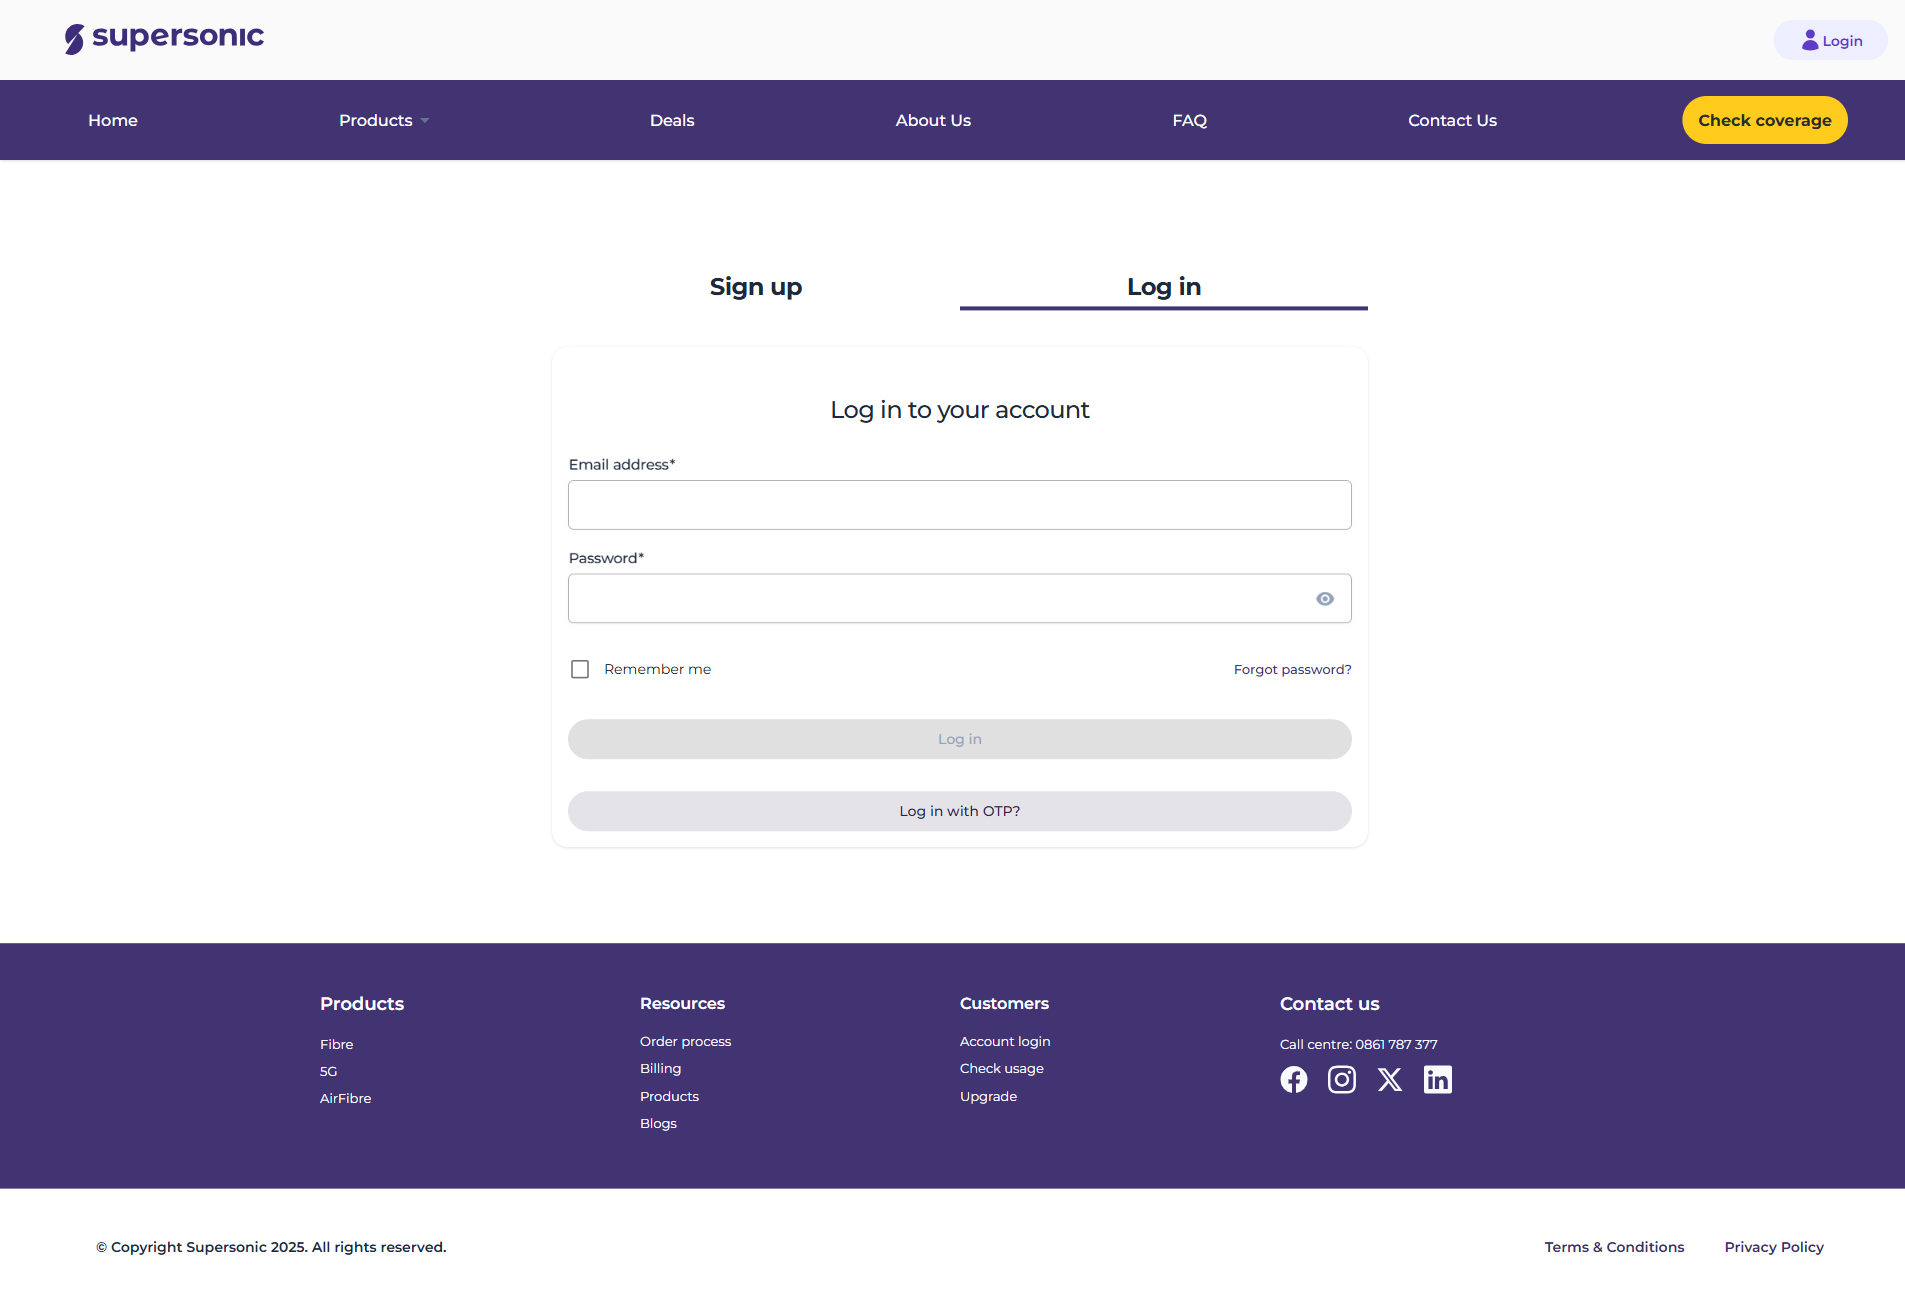 supersonic
Login
Home
Products
Deals
About Us
FAQ
Contact Us
Check coverage
Sign up
Log in
Log in to your account
Email address*
Password*
Remember me
Forgot password?
Log in
Log in with OTP?
Products
Fibre
5G
AirFibre
Resources
Order process
Billing
Products
Blogs
Customers
Account login
Check usage
Upgrade
Contact us
Call centre: 0861 787 377
© Copyright Supersonic 2025. All rights reserved.
Terms & Conditions
Privacy Policy